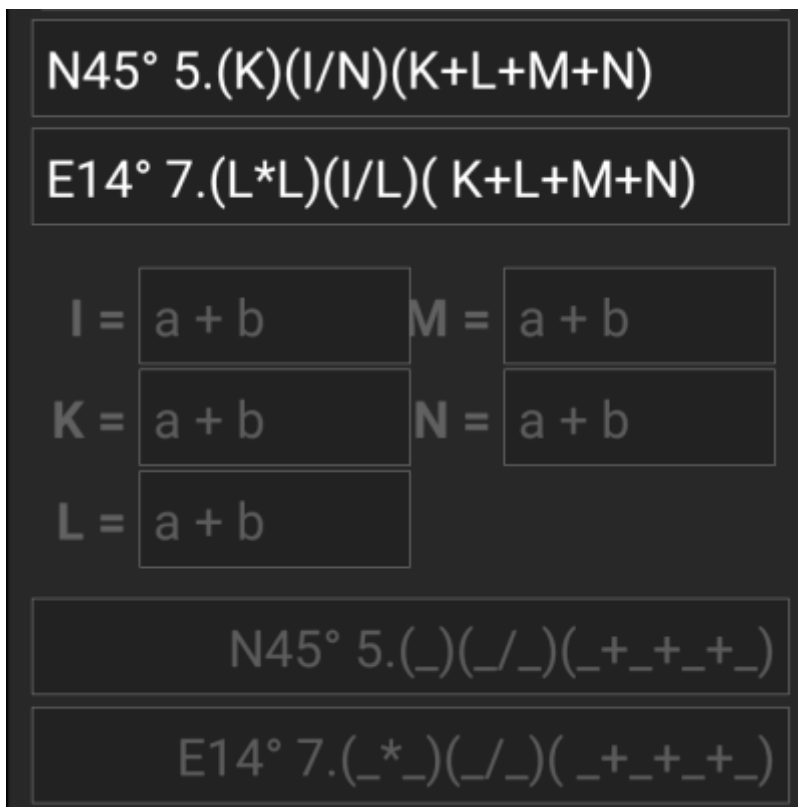 N45° 5.(K)(I/N)(K+L+M+N)
E14° 7.(L*L)(I/L)( K+L+M+N)
I = a + b M = a + b
K = a + b N = a + b
L = a + b
N45° 5.(_)(_/_)(_+_+_+_)
E14° 7.(_*_)(_/_)( _+_+_+_)